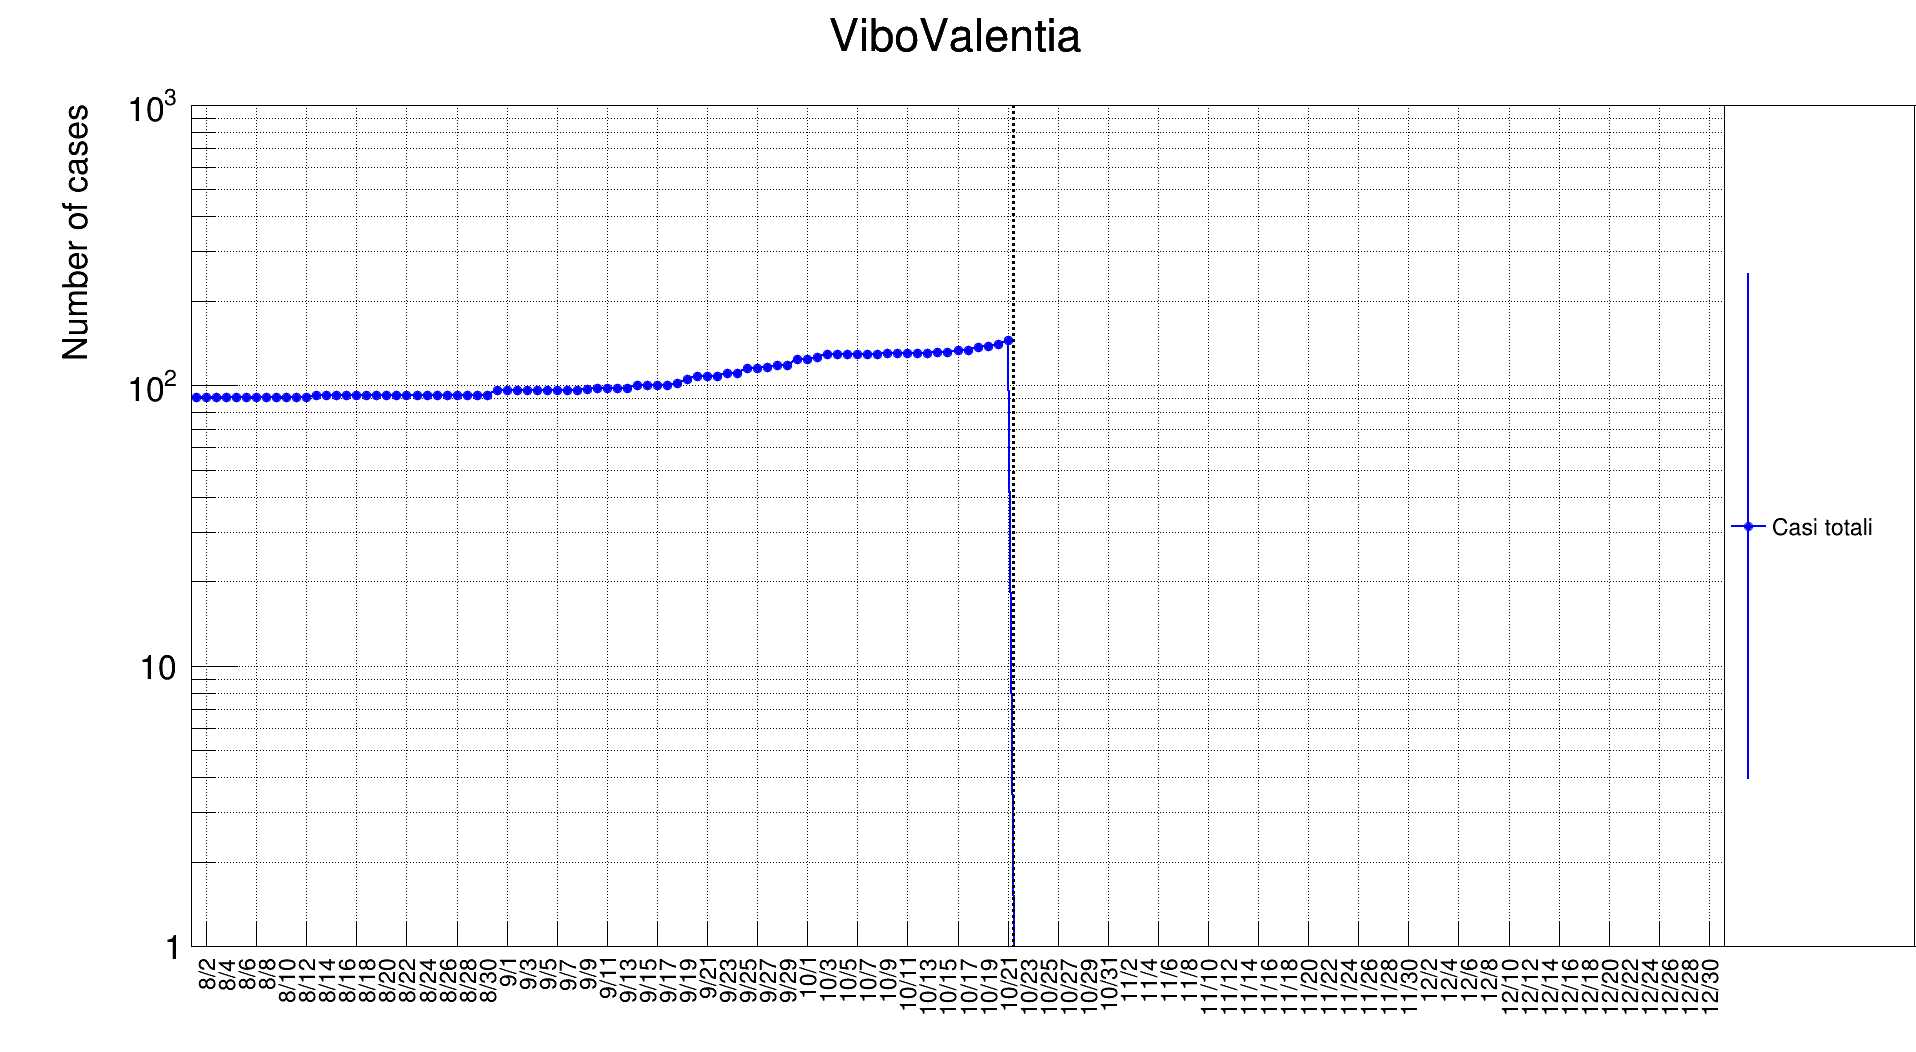 ViboValentia
Number of cases
10³
10²
10
1
8/2 8/4 8/6 8/8 8/10 8/12 8/14 8/16 8/18 8/20 8/22 8/24 8/26 8/28 8/30 9/1 9/3 9/5 9/7 9/9 9/11 9/13 9/15 9/17 9/19 9/21 9/23 9/25 9/27 9/29 10/1 10/3 10/5 10/7 10/9 10/11 10/13 10/15 10/17 10/19 10/21 10/23 10/25 10/27 10/29 10/31 11/2 11/4 11/6 11/8 11/10 11/12 11/14 11/16 11/18 11/20 11/22 11/24 11/26 11/28 11/30 12/2 12/4 12/6 12/8 12/10 12/12 12/14 12/16 12/18 12/20 12/22 12/24 12/26 12/28 12/30
Casi totali